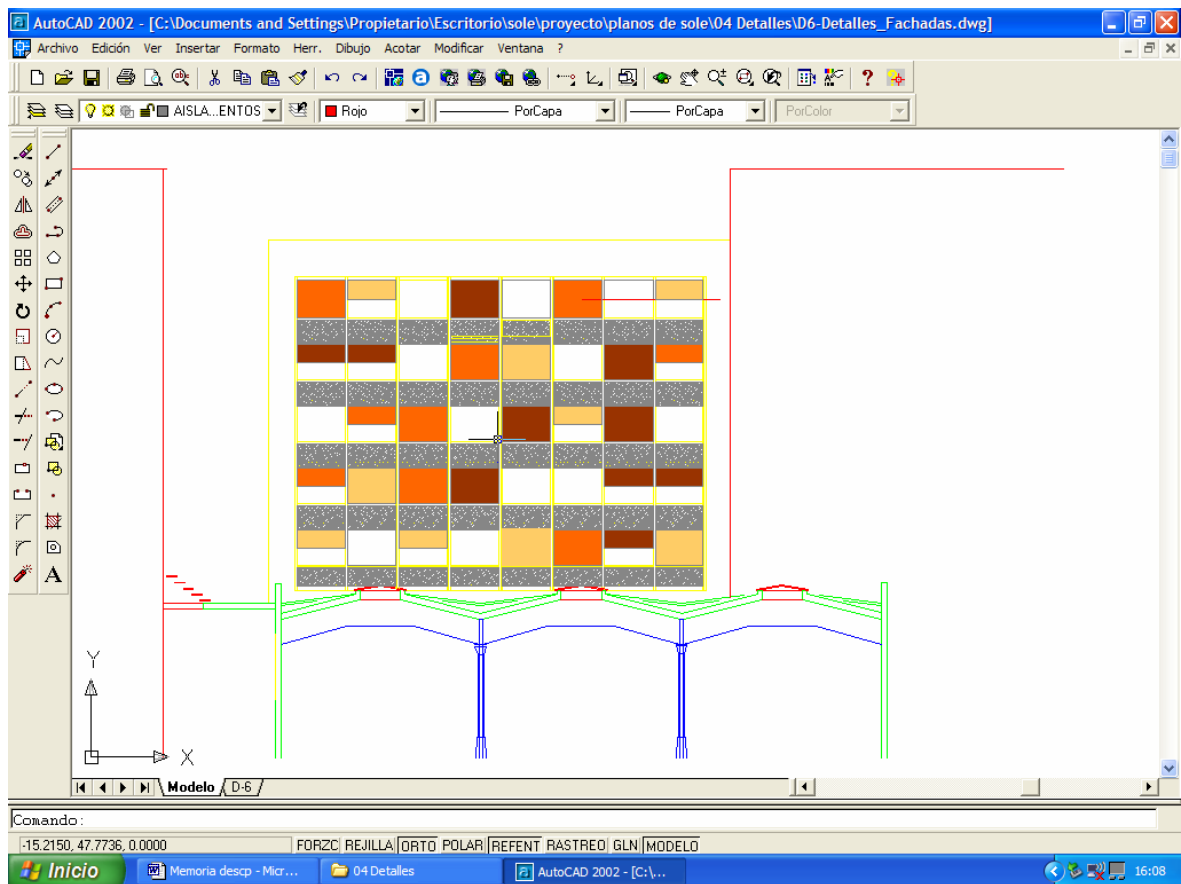 AutoCAD 2002 - [C:\Documents and Settings\Propietario\Escritorio\sole\proyecto\planos de sole\04 Detalles\D6-Detalles_Fachadas.dwg]
Archivo Edición Ver Insertar Formato Herr. Dibujo Acotar Modificar Ventana ?
AISLA...ENTOS Rojo PorCapa PorCapa PorColor
A
Y
X
Modelo D-6
Comando:
-15.2150, 47.7736, 0.0000 FORZC REJILLA ORTO POLAR REFENT RASTREO GLN MODELO
Inicio Memoria descp - Micr... 04 Detalles AutoCAD 2002 - [C:\... 16:08